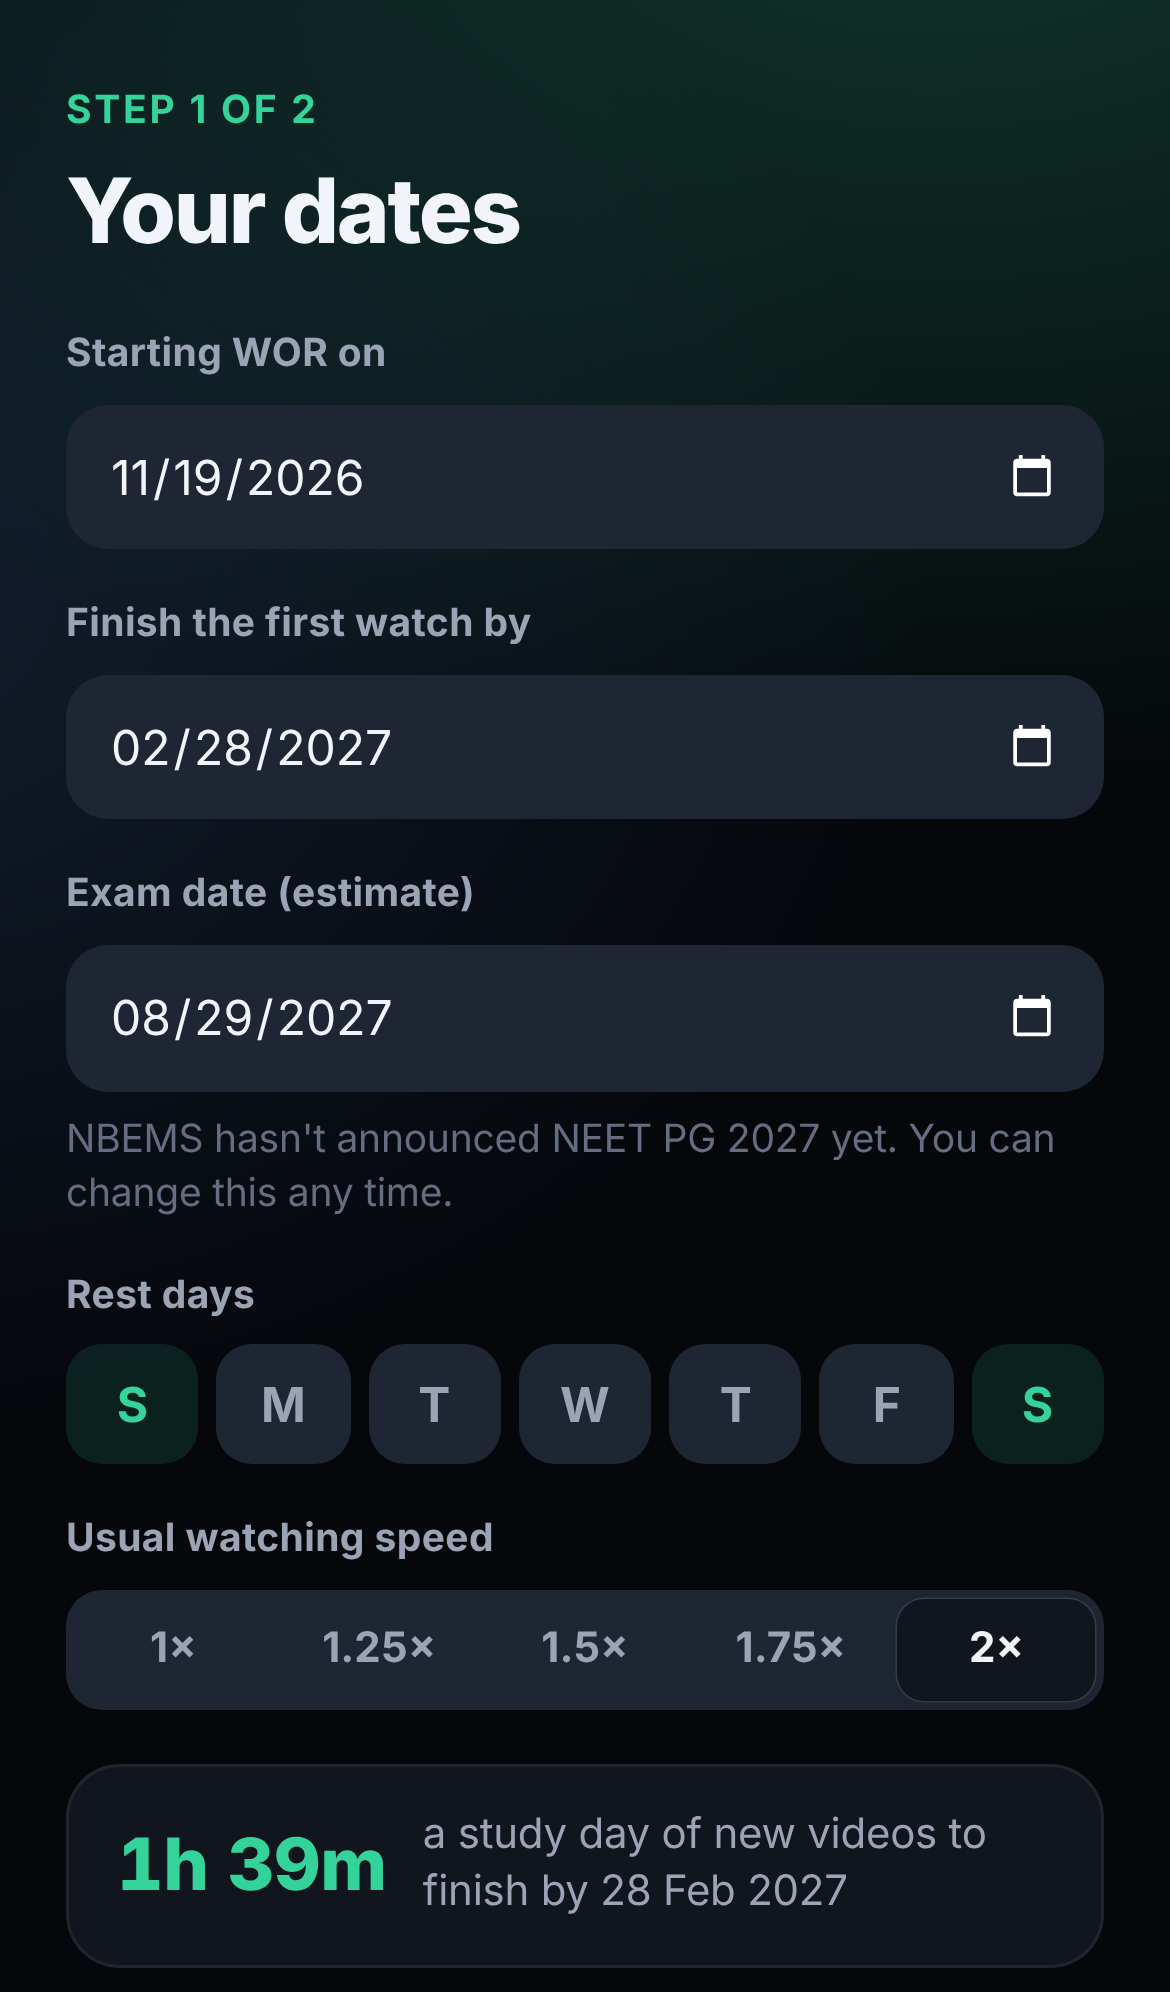 STEP 1 OF 2
Your dates
Starting WOR on
11/19/2026
Finish the first watch by
02/28/2027
Exam date (estimate)
08/29/2027
NBEMS hasn't announced NEET PG 2027 yet. You can
change this any time.
Rest days
S M T W T F S
Usual watching speed
1× 1.25× 1.5× 1.75× 2×
1h 39m a study day of new videos to
finish by 28 Feb 2027